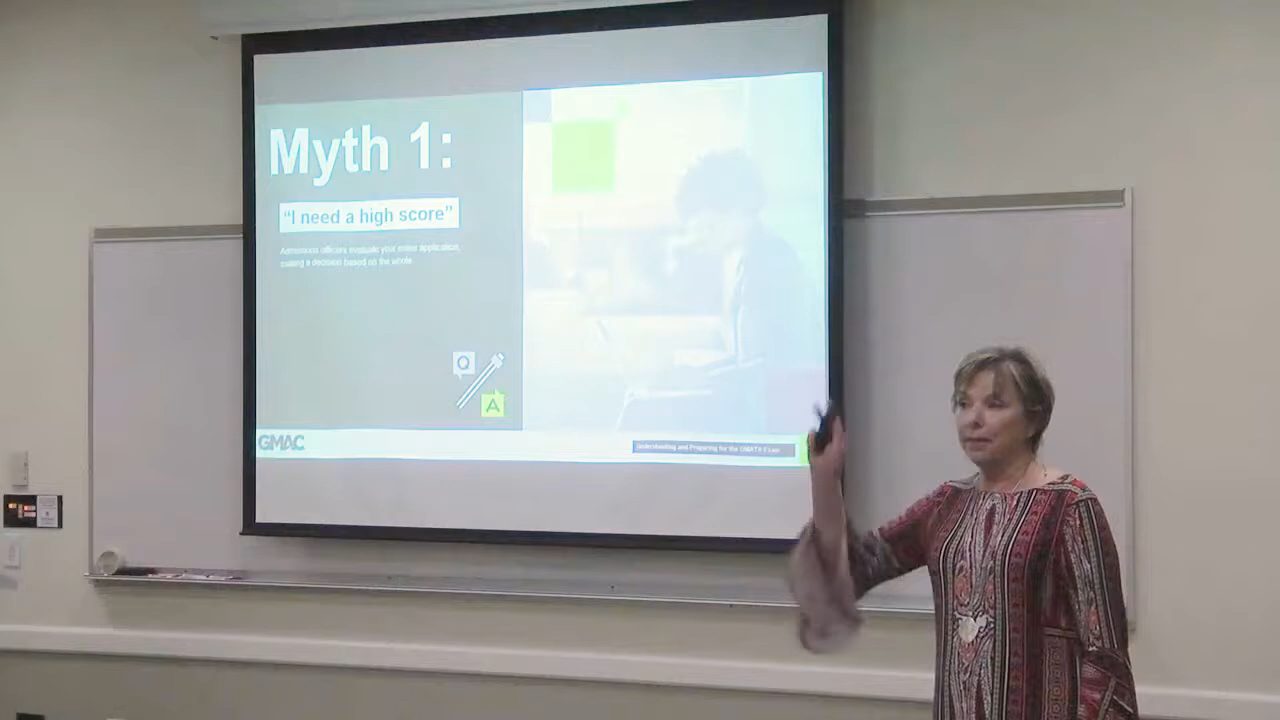 Myth 1:
“I need a high score”
Admissions officers evaluate your entire application,
making a decision based on the whole.
Q
A
GMAC
Understanding and Preparing for the GMAT® Exam